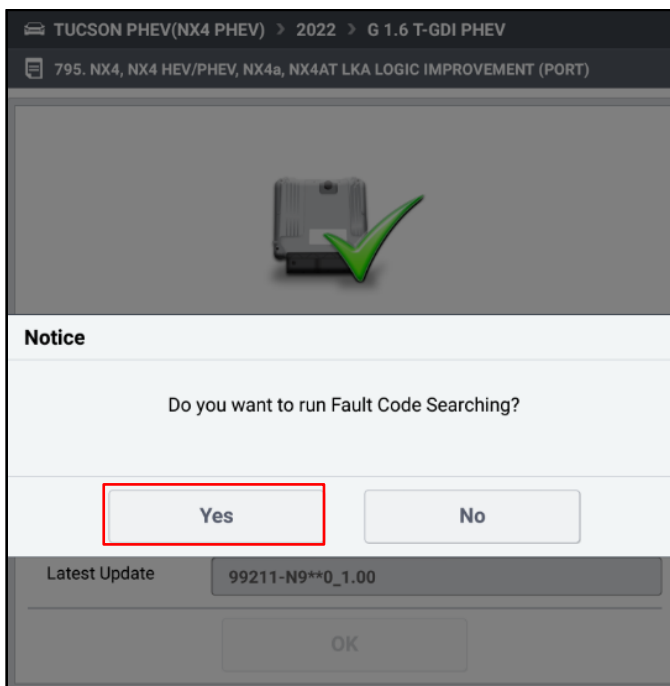 TUCSON PHEV(NX4 PHEV) > 2022 > G 1.6 T-GDI PHEV
795. NX4, NX4 HEV/PHEV, NX4a, NX4AT LKA LOGIC IMPROVEMENT (PORT)
Notice
Do you want to run Fault Code Searching?
Yes No
Latest Update 99211-N9**0_1.00
OK